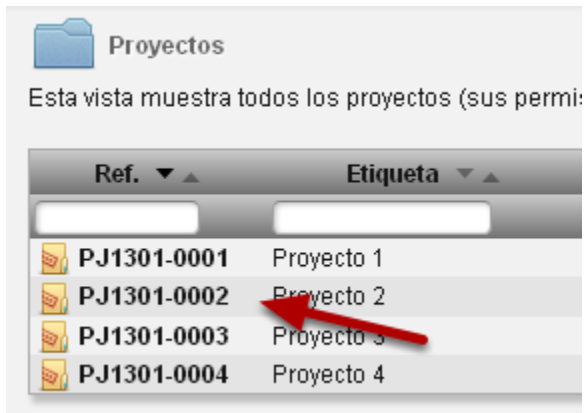 Proyectos
Esta vista muestra todos los proyectos (sus
Ref. Etiqueta
PJ1301-0001 Proyecto 1
PJ1301-0002 Proyecto 2
PJ1301-0003 Proyecto 3
PJ1301-0004 Proyecto 4